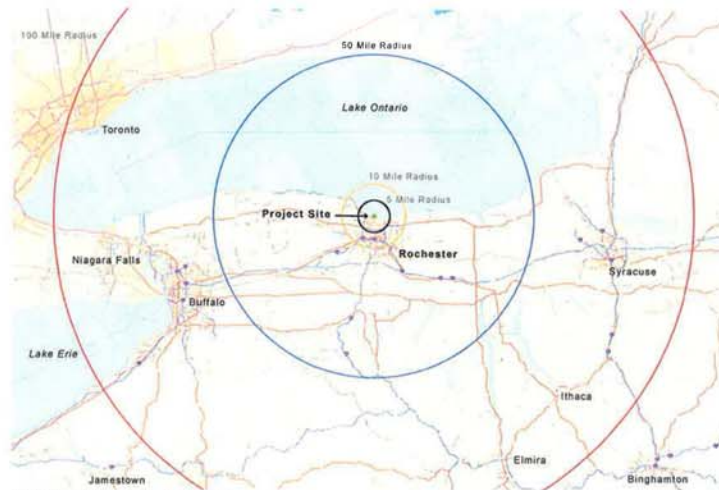 100 Mile Radius
50 Mile Radius
Lake Ontario
Toronto
10 Mile Radius
5 Mile Radius
Project Site
Rochester
Niagara Falls
Syracuse
Buffalo
Lake Erie
Ithaca
Elmira
Jamestown
Binghamton